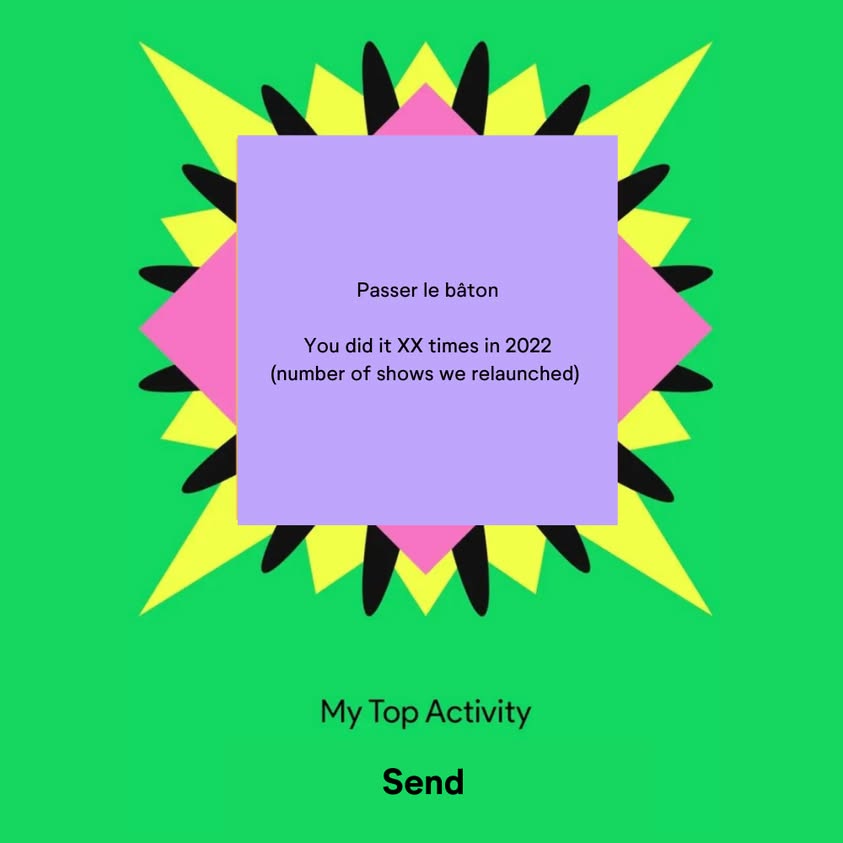 Passer le bâton
You did it XX times in 2022
(number of shows we relaunched)
My Top Activity
Send